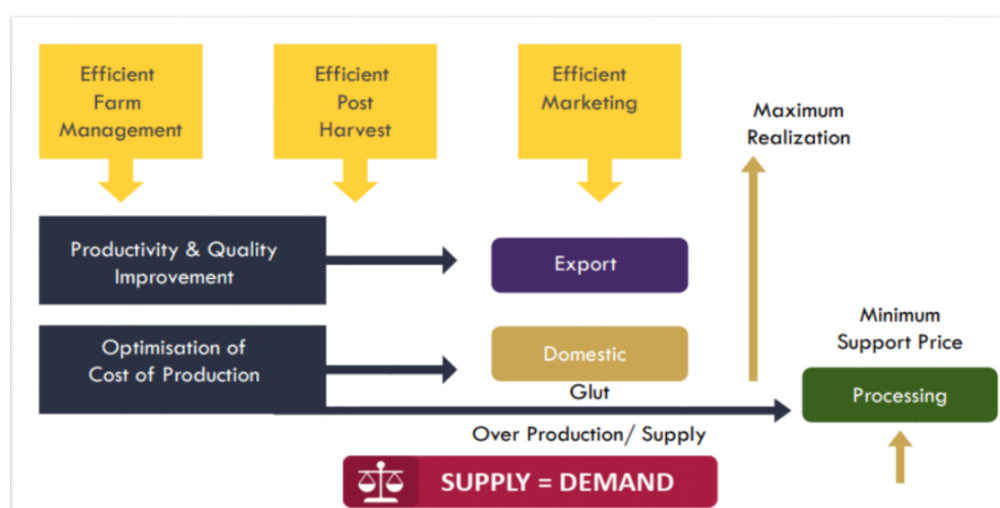 Efficient
Farm
Management
Efficient
Post
Harvest
Efficient
Marketing
Maximum
Realization
Productivity & Quality
Improvement
Export
Optimisation of
Cost of Production
Domestic
Minimum
Support Price
Processing
Glut
Over Production/ Supply
SUPPLY = DEMAND